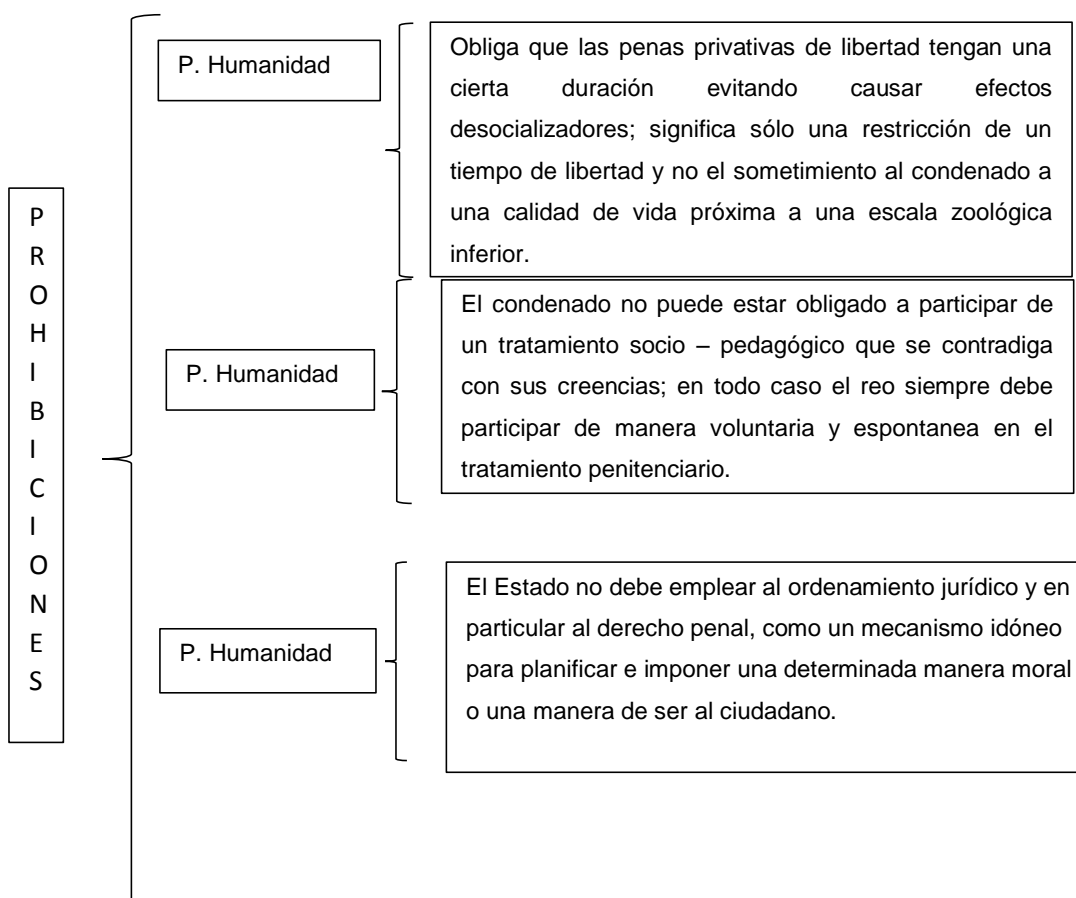 PROHIBICIONES
P. Humanidad
Obliga que las penas privativas de libertad tengan una
cierta duración evitando causar efectos
desocializadores; significa sólo una restricción de un
tiempo de libertad y no el sometimiento al condenado a
una calidad de vida próxima a una escala zoológica
inferior.
P. Humanidad
El condenado no puede estar obligado a participar de
un tratamiento socio – pedagógico que se contradiga
con sus creencias; en todo caso el reo siempre debe
participar de manera voluntaria y espontanea en el
tratamiento penitenciario.
P. Humanidad
El Estado no debe emplear al ordenamiento jurídico y en
particular al derecho penal, como un mecanismo idóneo
para planificar e imponer una determinada manera moral
o una manera de ser al ciudadano.